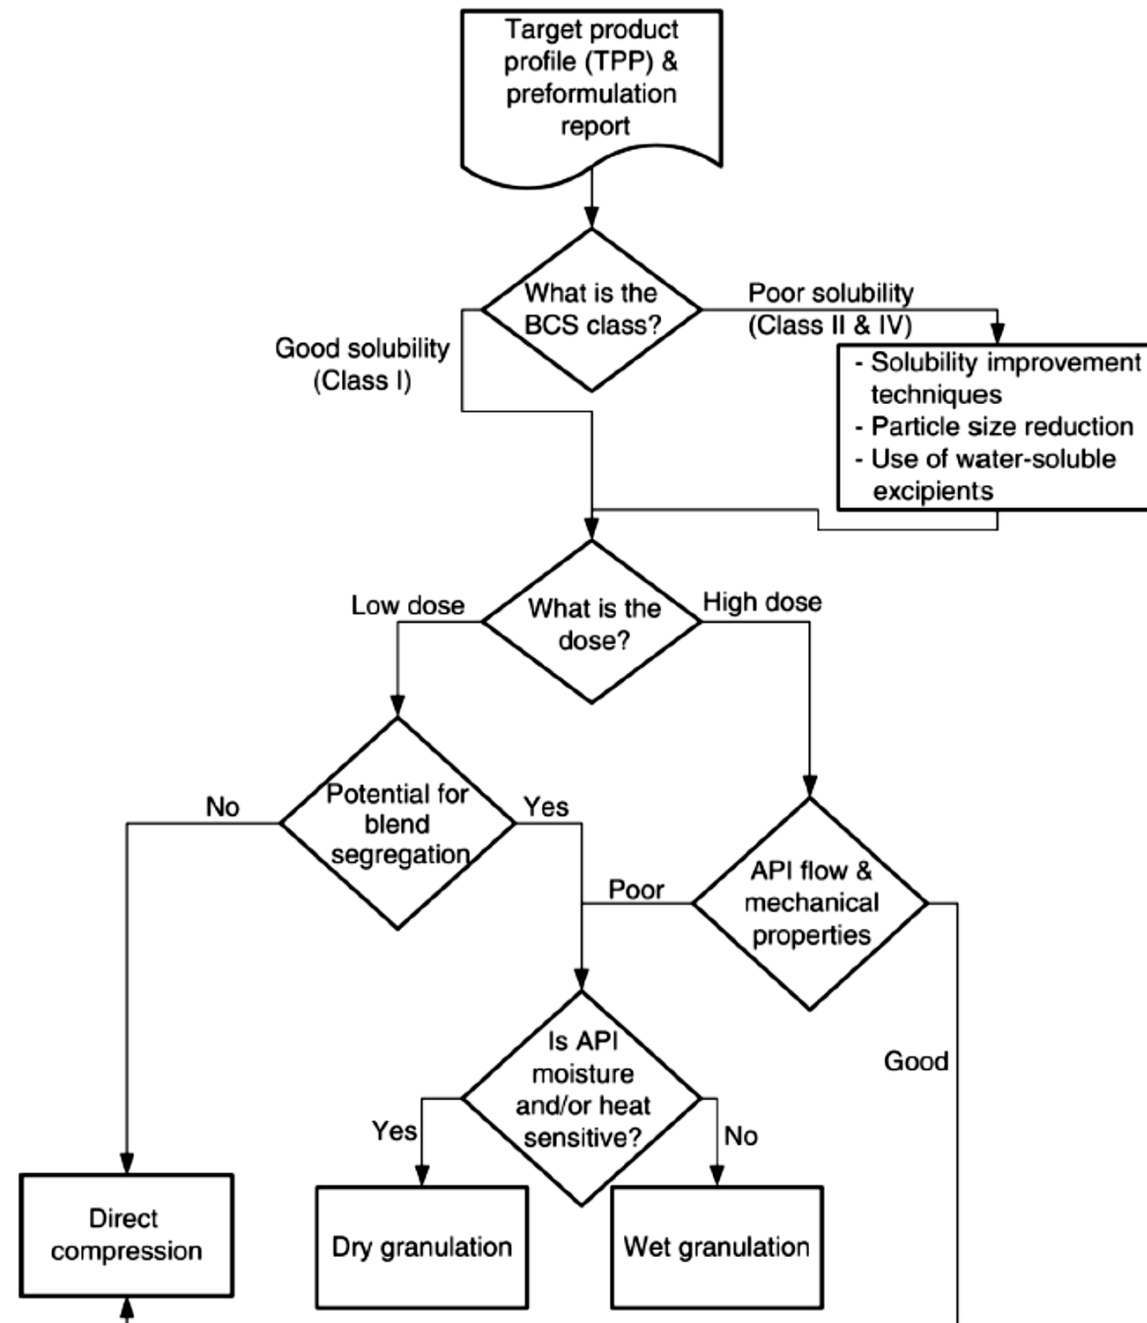 Target product
profile (TPP) &
preformulation
report
What is the
BCS class?
Poor solubility
(Class II & IV)
Good solubility
(Class I)
- Solubility improvement
techniques
- Particle size reduction
- Use of water-soluble
excipients
Low dose
What is the
dose?
High dose
No
Potential for
blend
segregation
Yes
Poor
API flow &
mechanical
properties
Is API
moisture
and/or heat
sensitive?
Good
Yes
No
Direct
compression
Dry granulation
Wet granulation